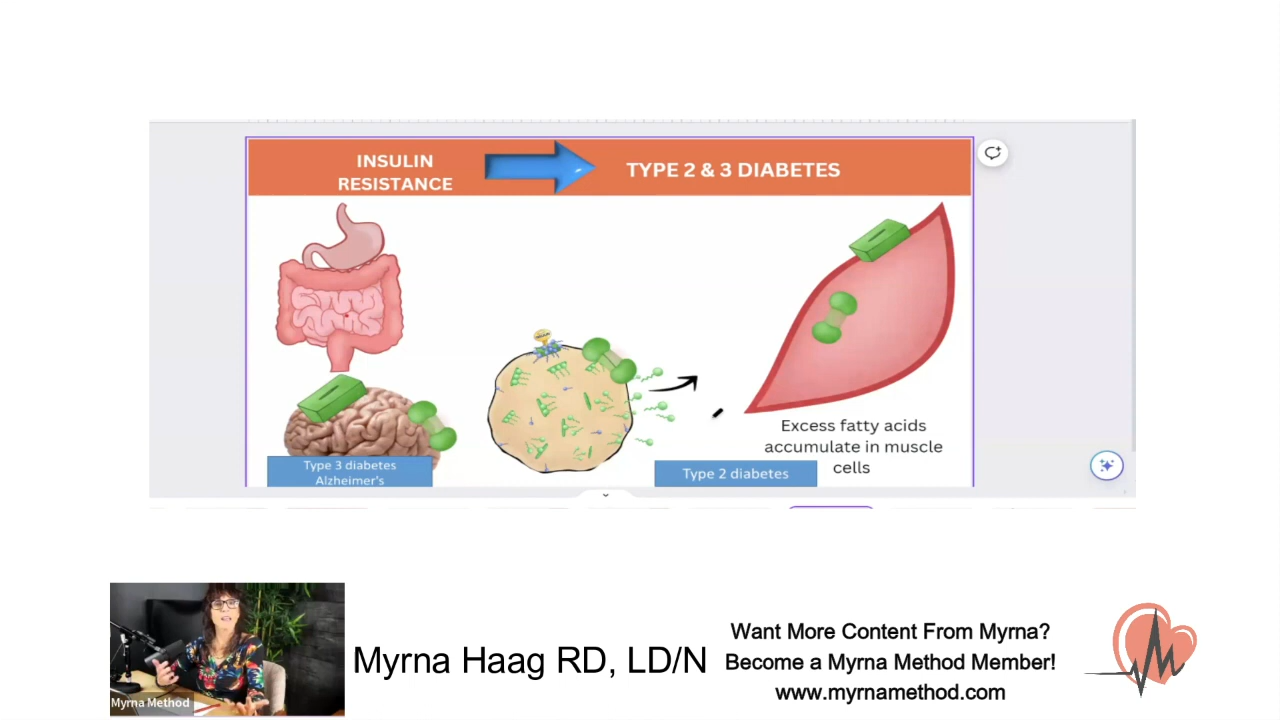 INSULIN
RESISTANCE
TYPE 2 & 3 DIABETES
Excess fatty acids
accumulate in muscle
cells
Type 3 diabetes
Alzheimer's
Type 2 diabetes
Myrna Method
Myrna Haag RD, LD/N
Want More Content From Myrna?
Become a Myrna Method Member!
www.myrnamethod.com